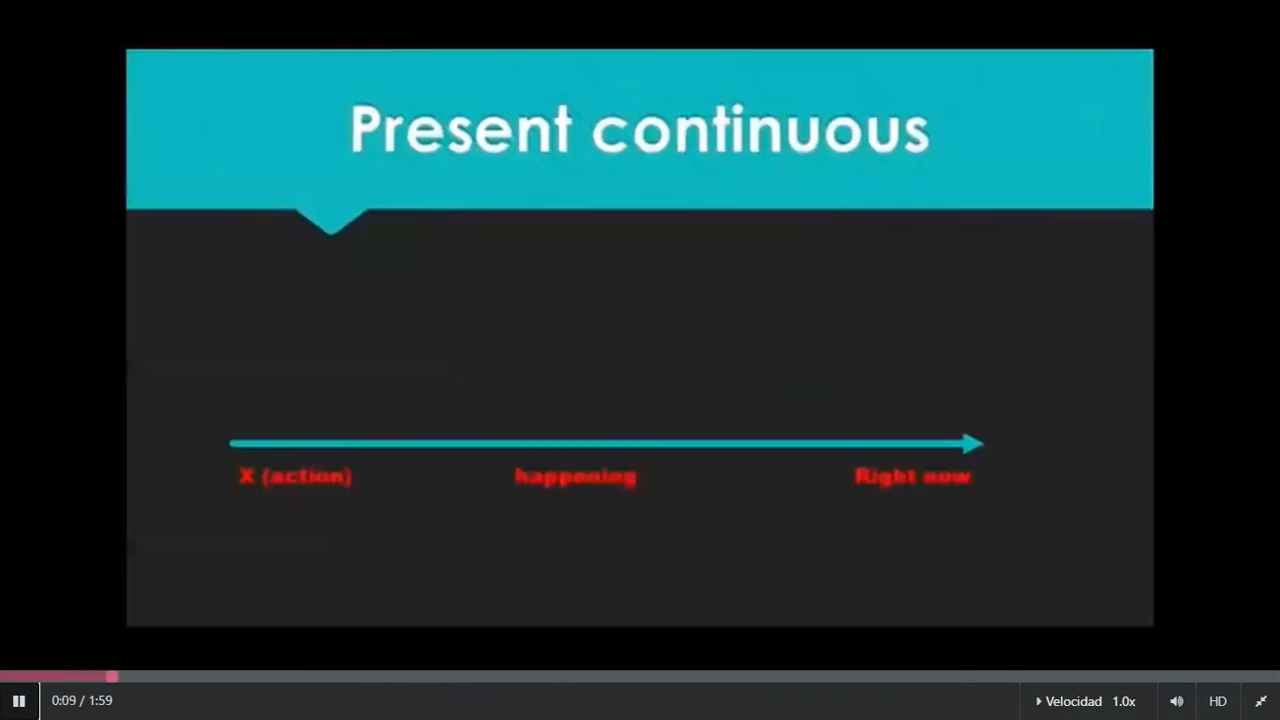 Present continuous
X (action) happening Right now
0:09 / 1:59 Velocidad 1.0x HD